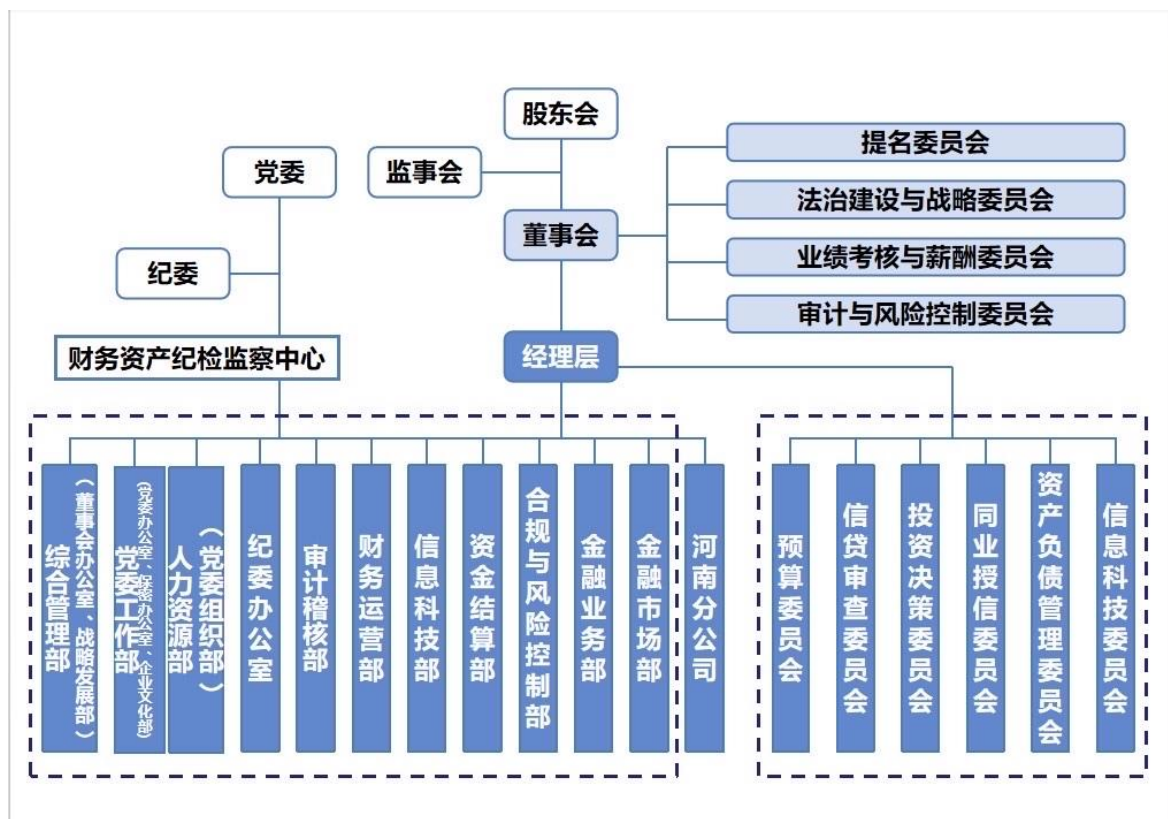 股东会
党委
监事会
提名委员会
法治建设与战略委员会
董事会
业绩考核与薪酬委员会
纪委
审计与风险控制委员会
财务资产纪检监察中心
经理层
综合管理部
（董事会办公室、战略发展部）
党委工作部
（党委办公室、保密办公室、企业文化部）
人力资源部
（党委组织部）
纪委办公室
审计稽核部
财务运营部
信息科技部
资金结算部
合规与风险控制部
金融业务部
金融市场部
河南分公司
预算委员会
信贷审查委员会
投资决策委员会
同业授信委员会
资产负债管理委员会
信息科技委员会